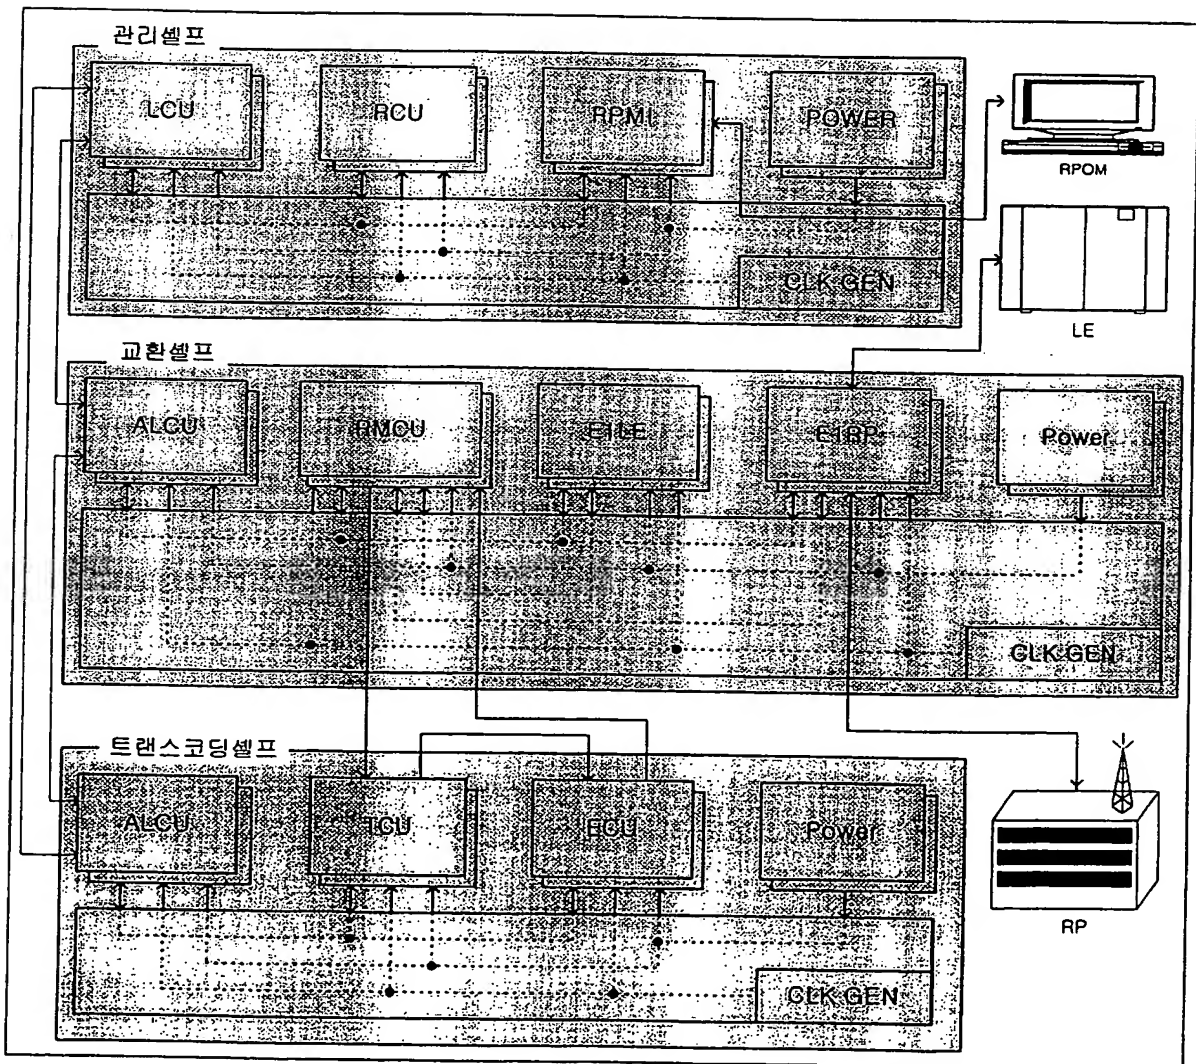 관리셀프
LCU
RCU
RPMI
POWER
RPOM
CLK GEN
LE
교환셀프
ALCU
RMCU
E1LE
E1RP
Power
CLK GEN
트랜스코딩셀프
ALCU
TCU
ECU
Power
CLK GEN
RP